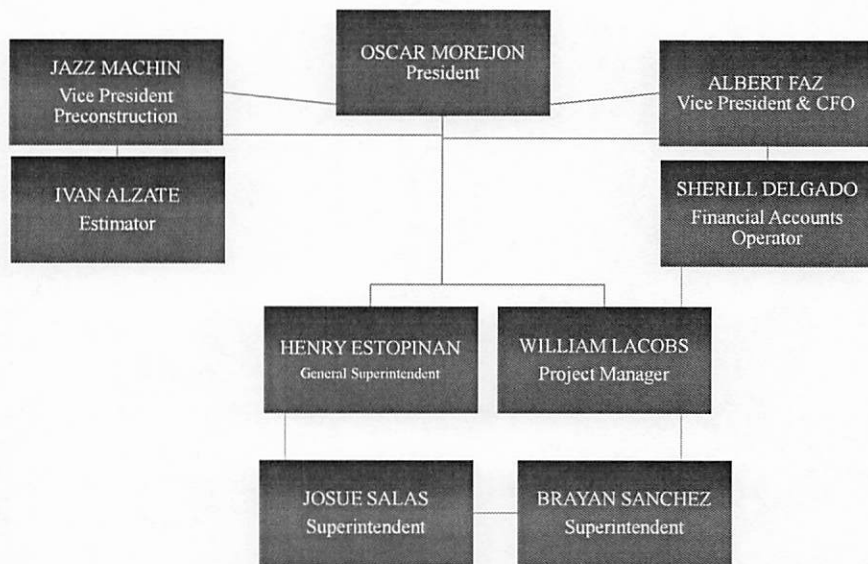 OSCAR MOREJON
President
JAZZ MACHIN
Vice President
Preconstruction
ALBERT FAZ
Vice President & CFO
IVAN ALZATE
Estimator
SHERILL DELGADO
Financial Accounts
Operator
HENRY ESTOPINAN
General Superintendent
WILLIAM LACOBS
Project Manager
JOSUE SALAS
Superintendent
BRAYAN SANCHEZ
Superintendent